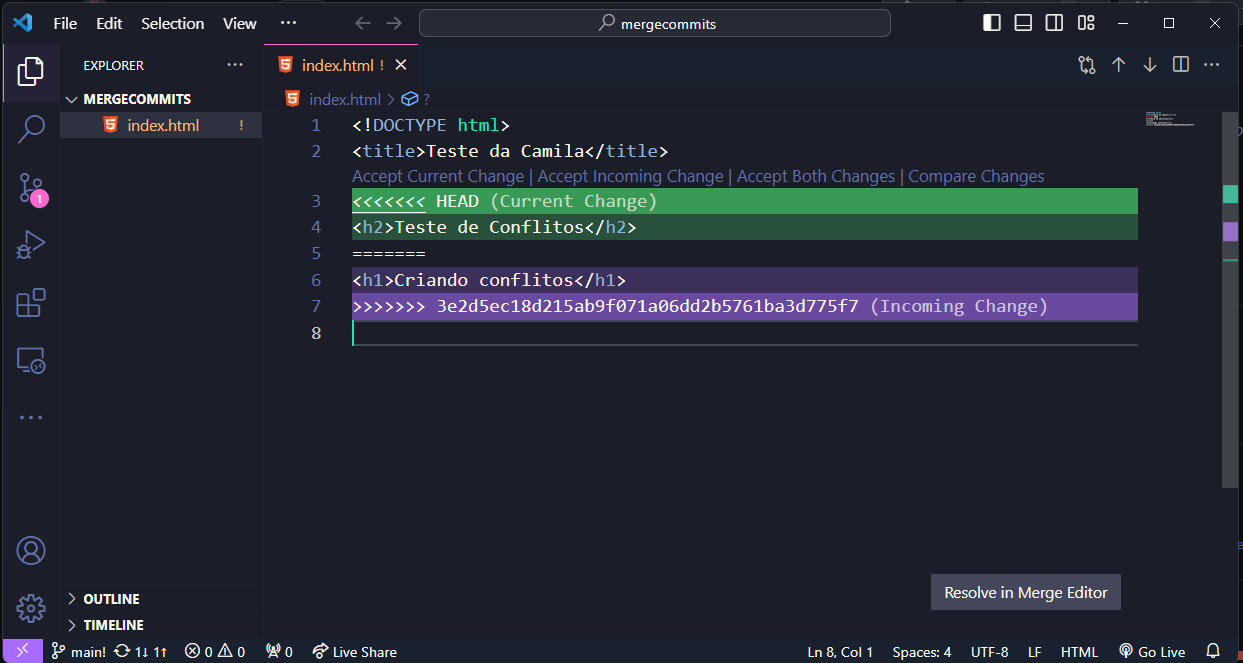 File Edit Selection View ··· mergecommits
EXPLORER ···
index.html !
MERGECOMMITS
index.html !
index.html > ?
1 <!DOCTYPE html>
2 <title>Teste da Camila</title>
Accept Current Change | Accept Incoming Change | Accept Both Changes | Compare Changes
3 <<<<<<< HEAD (Current Change)
4 <h2>Teste de Conflitos</h2>
5 =======
6 <h1>Criando conflitos</h1>
7 >>>>>>> 3e2d5ec18d215ab9f071a06dd2b5761ba3d775f7 (Incoming Change)
8
1
Resolve in Merge Editor
OUTLINE
TIMELINE
main! 1↓ 1↑ 0 0 0 Live Share Ln 8, Col 1 Spaces: 4 UTF-8 LF HTML Go Live